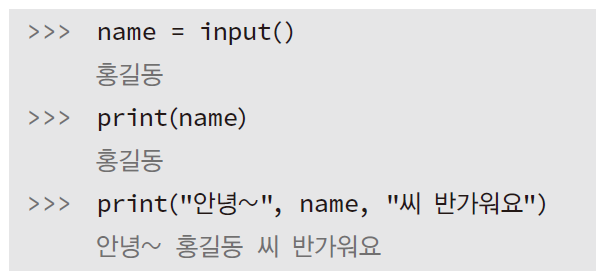 >>> name = input()
홍길동
>>> print(name)
홍길동
>>> print("안녕~", name, "씨 반가워요")
안녕~ 홍길동 씨 반가워요